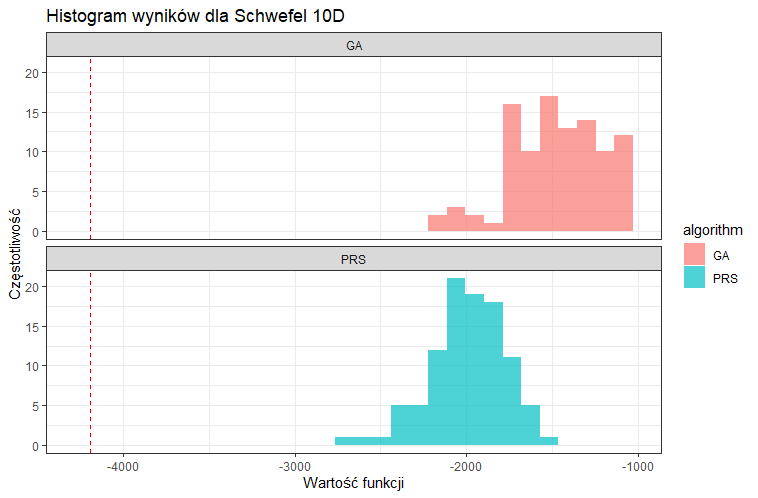 Histogram wyników dla Schwefel 10D
GA
20
15
10
5
0
PRS
20
15
10
5
0
-4000 -3000 -2000 -1000
Wartość funkcji
Częstotliwość
algorithm
GA
PRS